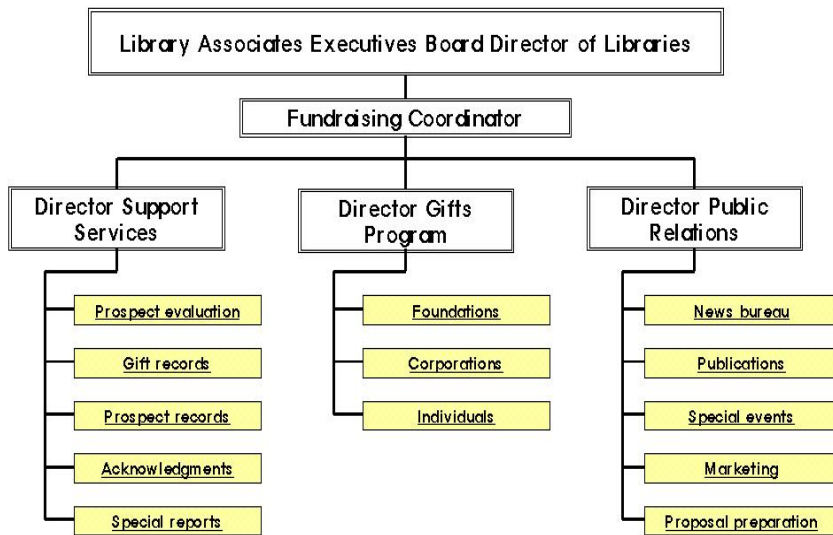 Library Associates Executives Board Director of Libraries
Fundraising Coordinator
Director Support
Services
Prospect evaluation
Gift records
Prospect records
Acknowledgments
Special reports
Director Gifts
Program
Foundations
Corporations
Individuals
Director Public
Relations
News bureau
Publications
Special events
Marketing
Proposal preparation